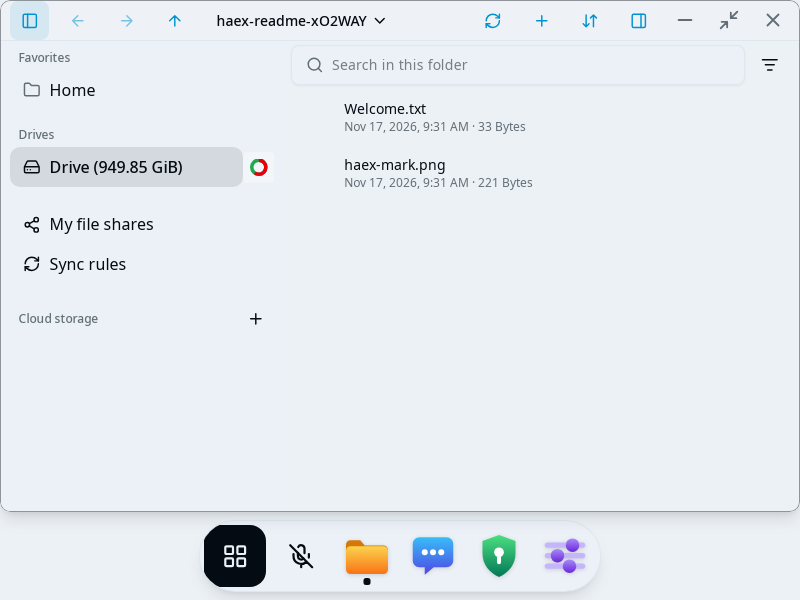 haex-readme-xO2WAY
Favorites
Home
Drives
Drive (949.85 GiB)
My file shares
Sync rules
Cloud storage
Search in this folder
Welcome.txt
Nov 17, 2026, 9:31 AM · 33 Bytes
haex-mark.png
Nov 17, 2026, 9:31 AM · 221 Bytes